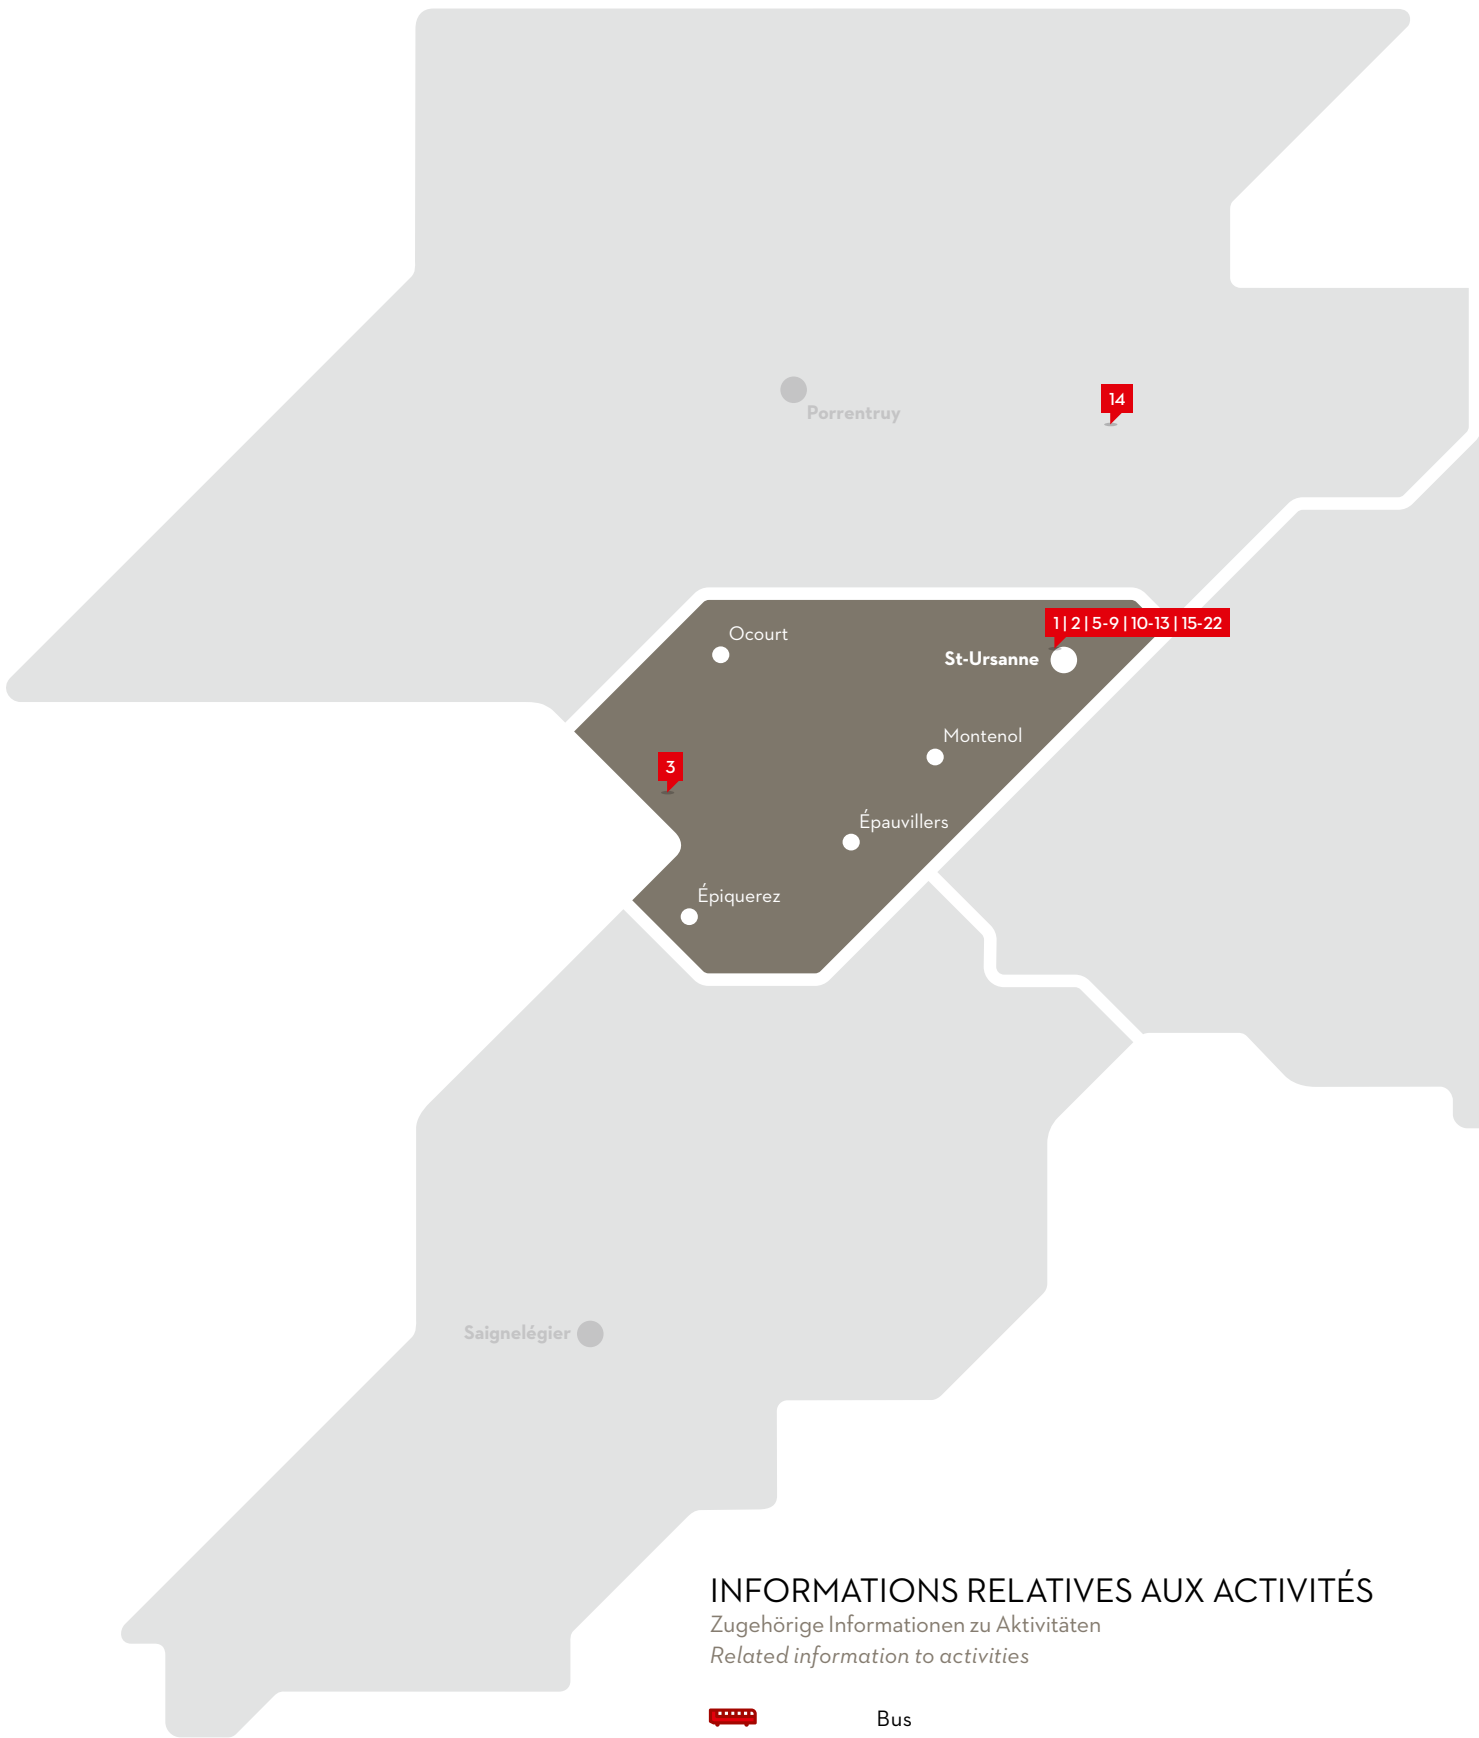 14
Porrentruy
1 | 2 | 5-9 | 10-13 | 15-22
Ocourt
St-Ursanne
Montenol
3
Épauvillers
Épiquerez
Saignelégier
INFORMATIONS RELATIVES AUX ACTIVITÉS
Zugehörige Informationen zu Aktivitäten
Related information to activities
Bus